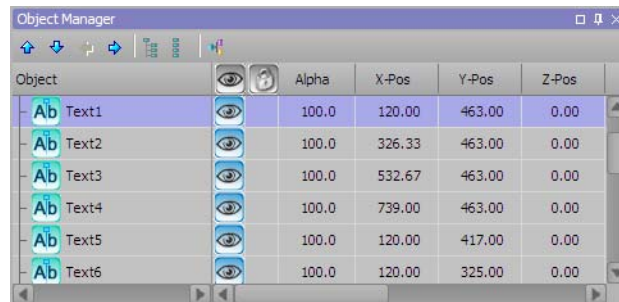 Object Manager
Object Alpha X-Pos Y-Pos Z-Pos
Ab Text1 100.0 120.00 463.00 0.00
Ab Text2 100.0 326.33 463.00 0.00
Ab Text3 100.0 532.67 463.00 0.00
Ab Text4 100.0 739.00 463.00 0.00
Ab Text5 100.0 120.00 417.00 0.00
Ab Text6 100.0 120.00 325.00 0.00